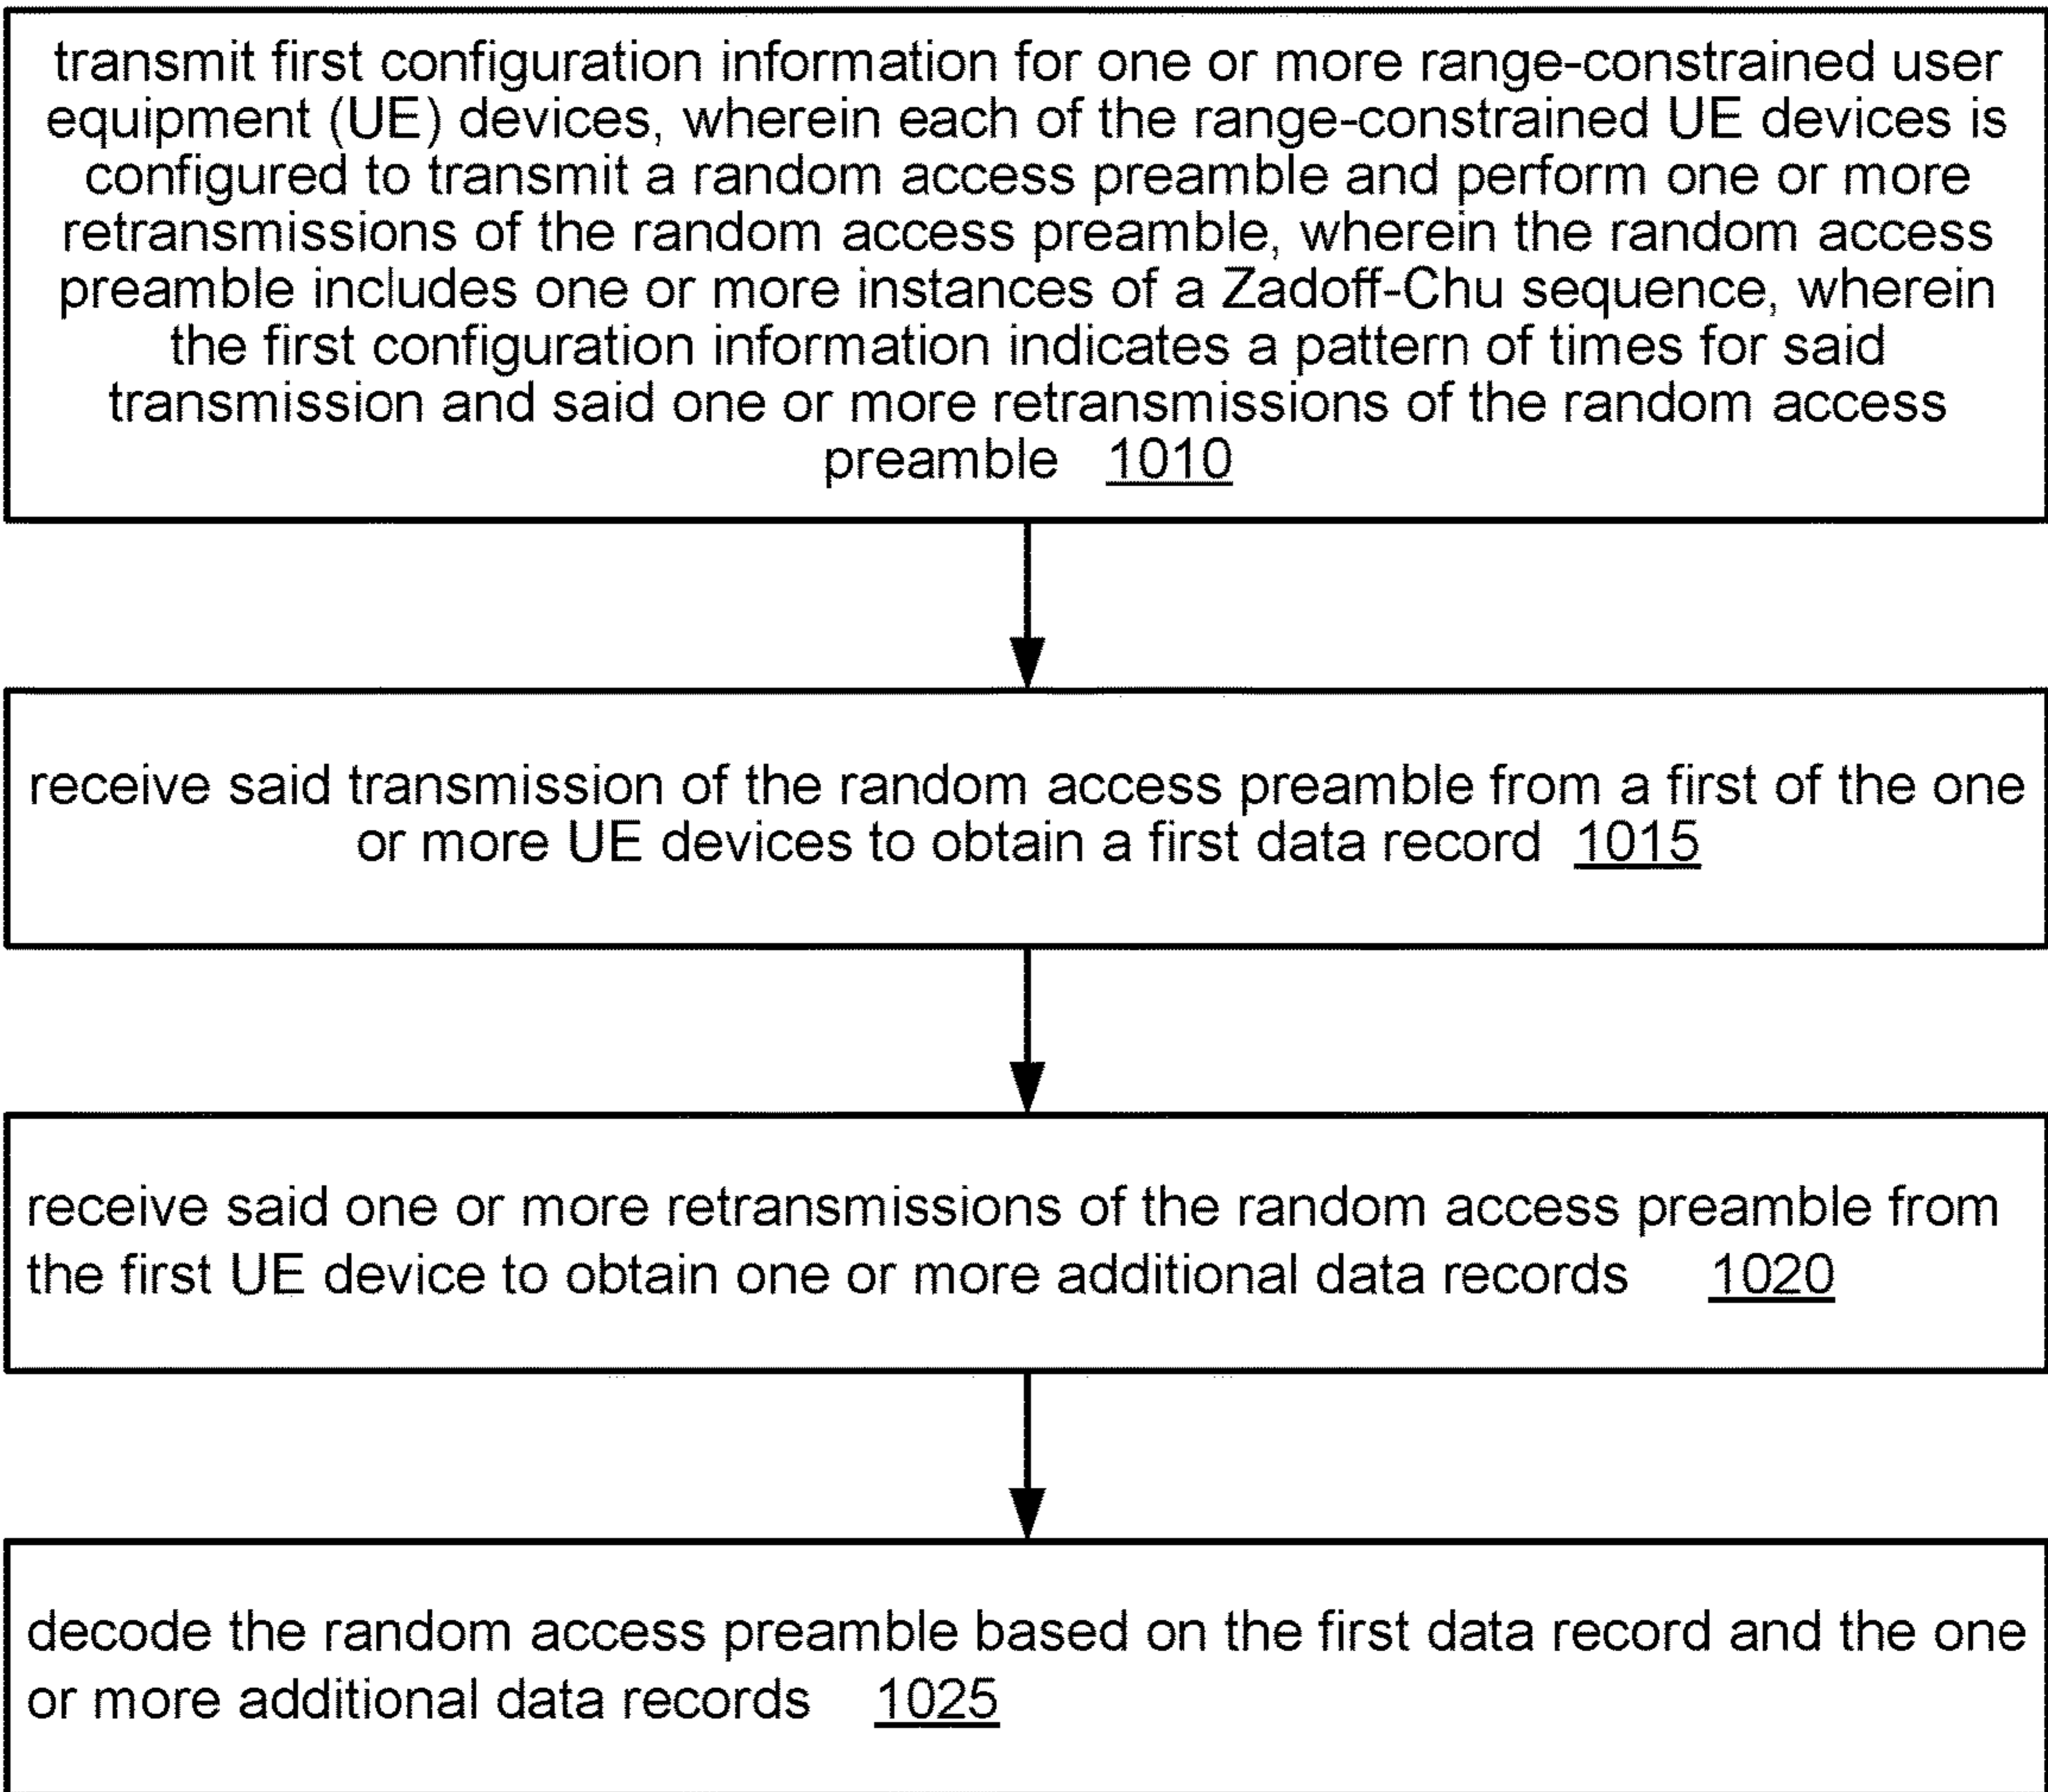 transmit first configuration information for one or more range-constrained user
equipment (UE) devices, wherein each of the range-constrained UE devices is
configured to transmit a random access preamble and perform one or more
retransmissions of the random access preamble, wherein the random access
preamble includes one or more instances of a Zadoff-Chu sequence, wherein
the first configuration information indicates a pattern of times for said
transmission and said one or more retransmissions of the random access
preamble 1010
receive said transmission of the random access preamble from a first of the one
or more UE devices to obtain a first data record 1015
receive said one or more retransmissions of the random access preamble from
the first UE device to obtain one or more additional data records 1020
decode the random access preamble based on the first data record and the one
or more additional data records 1025